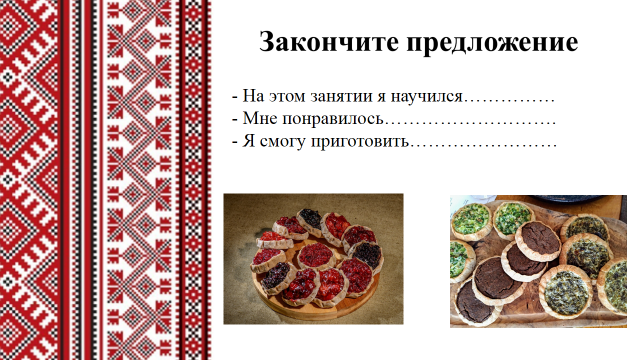 Закончите предложение
- На этом занятии я научился……………
- Мне понравилось……………………….
- Я смогу приготовить……………………